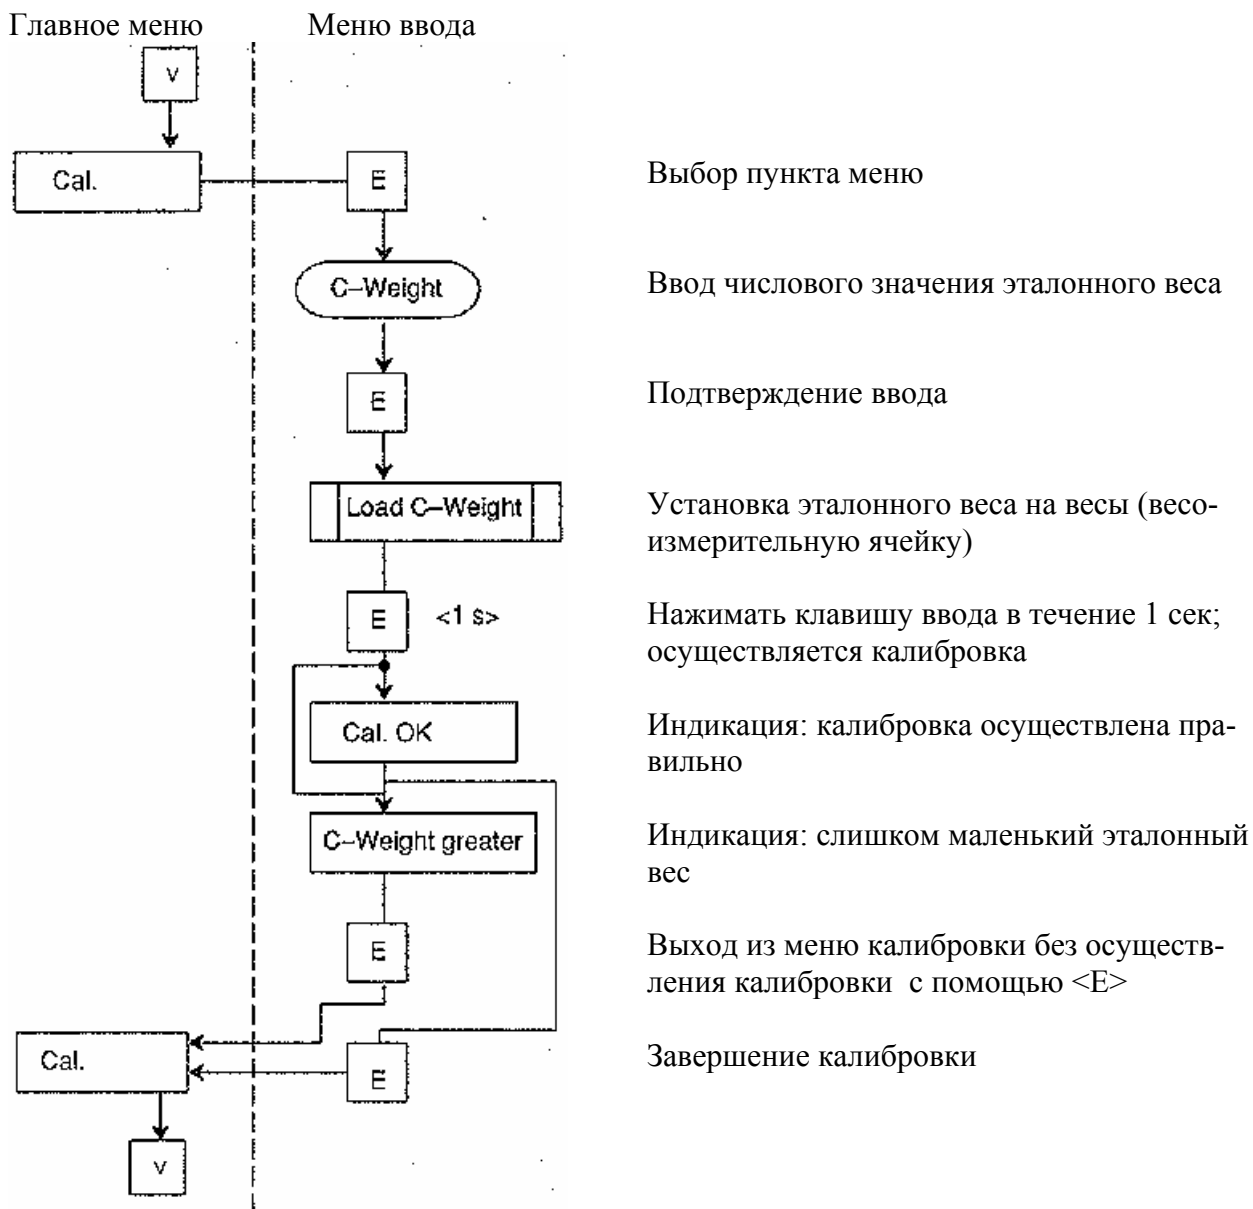 Главное меню
Меню ввода
v
Cal.
E
Выбор пункта меню
C–Weight
Ввод числового значения эталонного веса
E
Подтверждение ввода
Load C–Weight
Установка эталонного веса на весы (весо-
измерительную ячейку)
E
<1 s>
Нажимать клавишу ввода в течение 1 сек;
осуществляется калибровка
Cal. OK
Индикация: калибровка осуществлена пра-
вильно
C–Weight greater
Индикация: слишком маленький эталонный
вес
E
Выход из меню калибровки без осуществ-
ления калибровки с помощью <E>
Cal.
E
Завершение калибровки
v